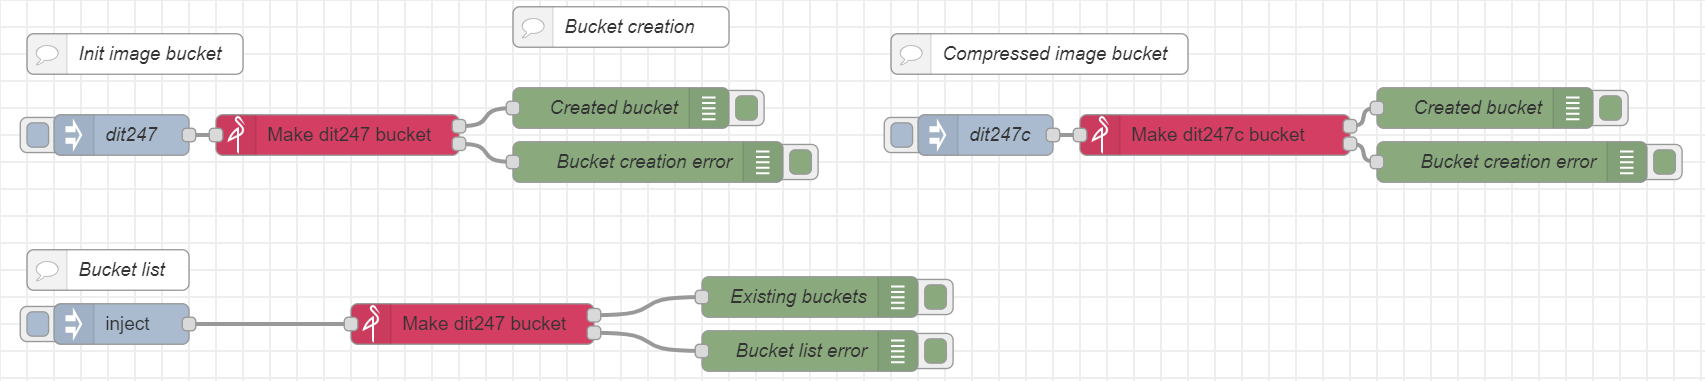 Bucket creation
Init image bucket
Compressed image bucket
Created bucket
Created bucket
dit247
Make dit247 bucket
dit247c
Make dit247c bucket
Bucket creation error
Bucket creation error
Bucket list
Existing buckets
inject
Make dit247 bucket
Bucket list error